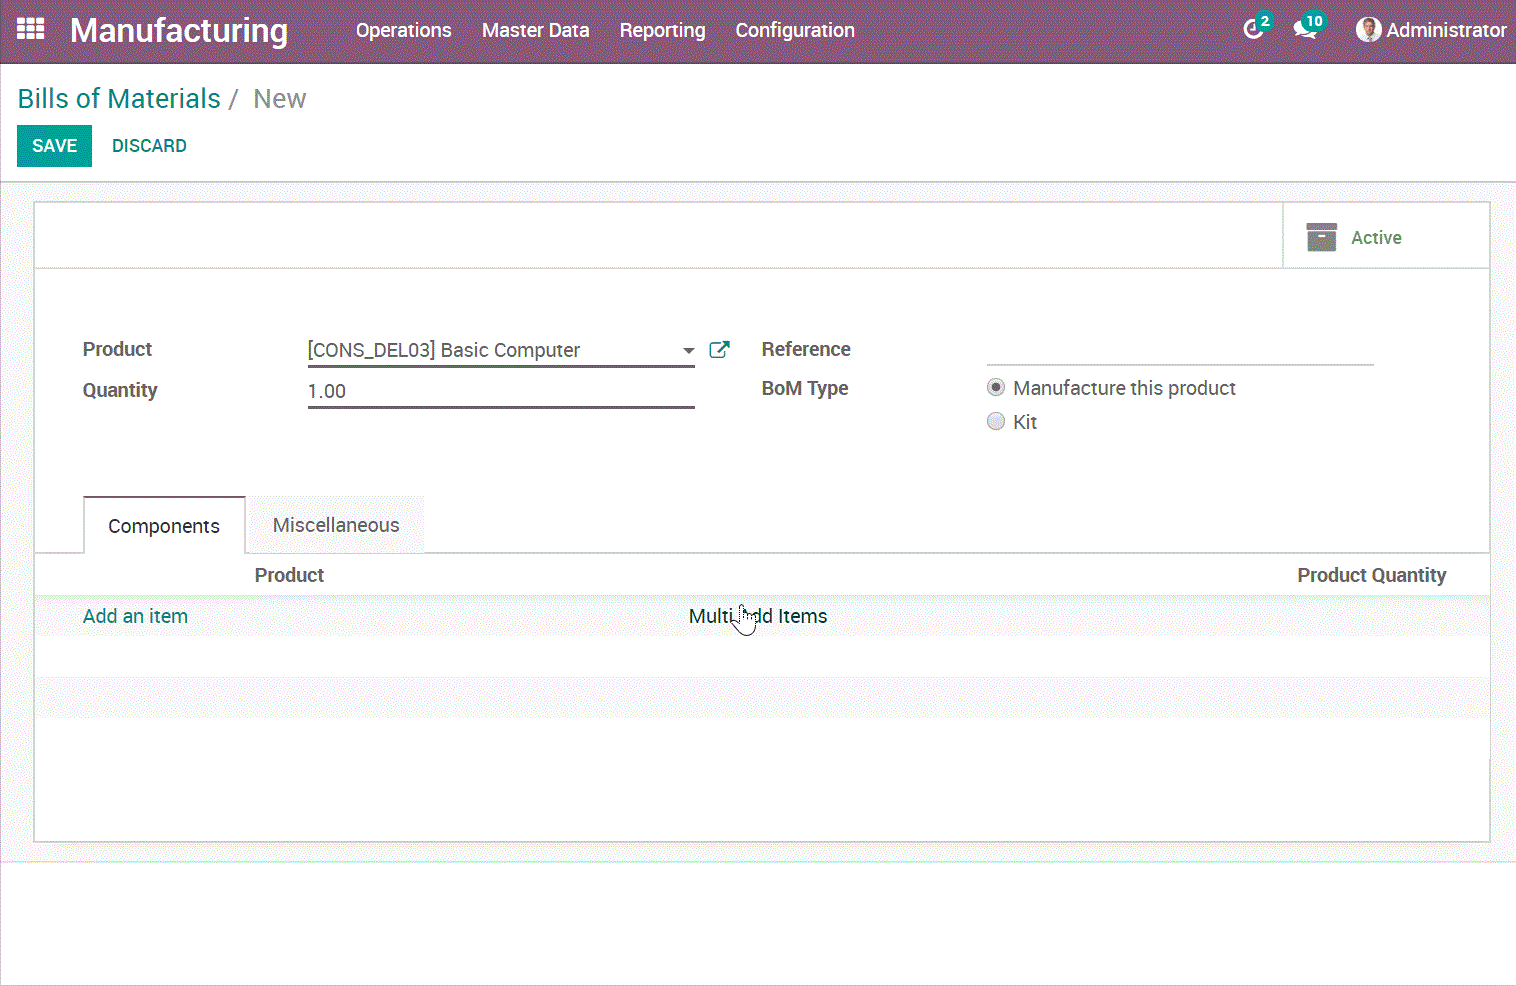 Manufacturing Operations Master Data Reporting Configuration 2 10 Administrator
Bills of Materials / New
SAVE DISCARD
Active
Product [CONS_DEL03] Basic Computer Reference
Quantity 1.00 BoM Type Manufacture this product
Kit
Components Miscellaneous
Product Product Quantity
Add an item Multi Add Items